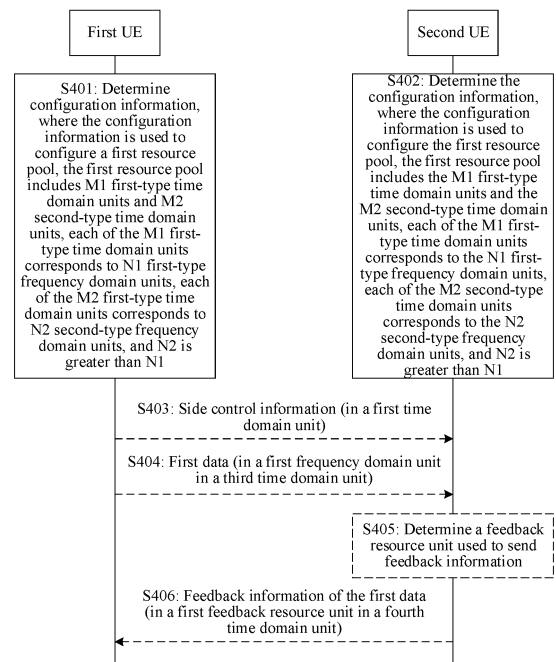 First UE
Second UE
S401: Determine
configuration information,
where the configuration
information is used to
configure a first resource
pool, the first resource pool
includes M1 first-type time
domain units and M2
second-type time domain
units, each of the M1 first-
type time domain units
corresponds to N1 first-type
frequency domain units, each
of the M2 first-type time
domain units corresponds to
N2 second-type frequency
domain units, and N2 is
greater than N1
S402: Determine the
configuration information,
where the configuration
information is used to
configure the first resource
pool, the first resource pool
includes the M1 first-type
time domain units and the
M2 second-type time domain
units, each of the M1 first-
type time domain units
corresponds to the N1 first-
type frequency domain units,
each of the M2 second-type
time domain units
corresponds to the N2
second-type frequency
domain units, and N2 is
greater than N1
S403: Side control information (in a first time
domain unit)
S404: First data (in a first frequency domain unit
in a third time domain unit)
S405: Determine a feedback
resource unit used to send
feedback information
S406: Feedback information of the first data
(in a first feedback resource unit in a fourth
time domain unit)